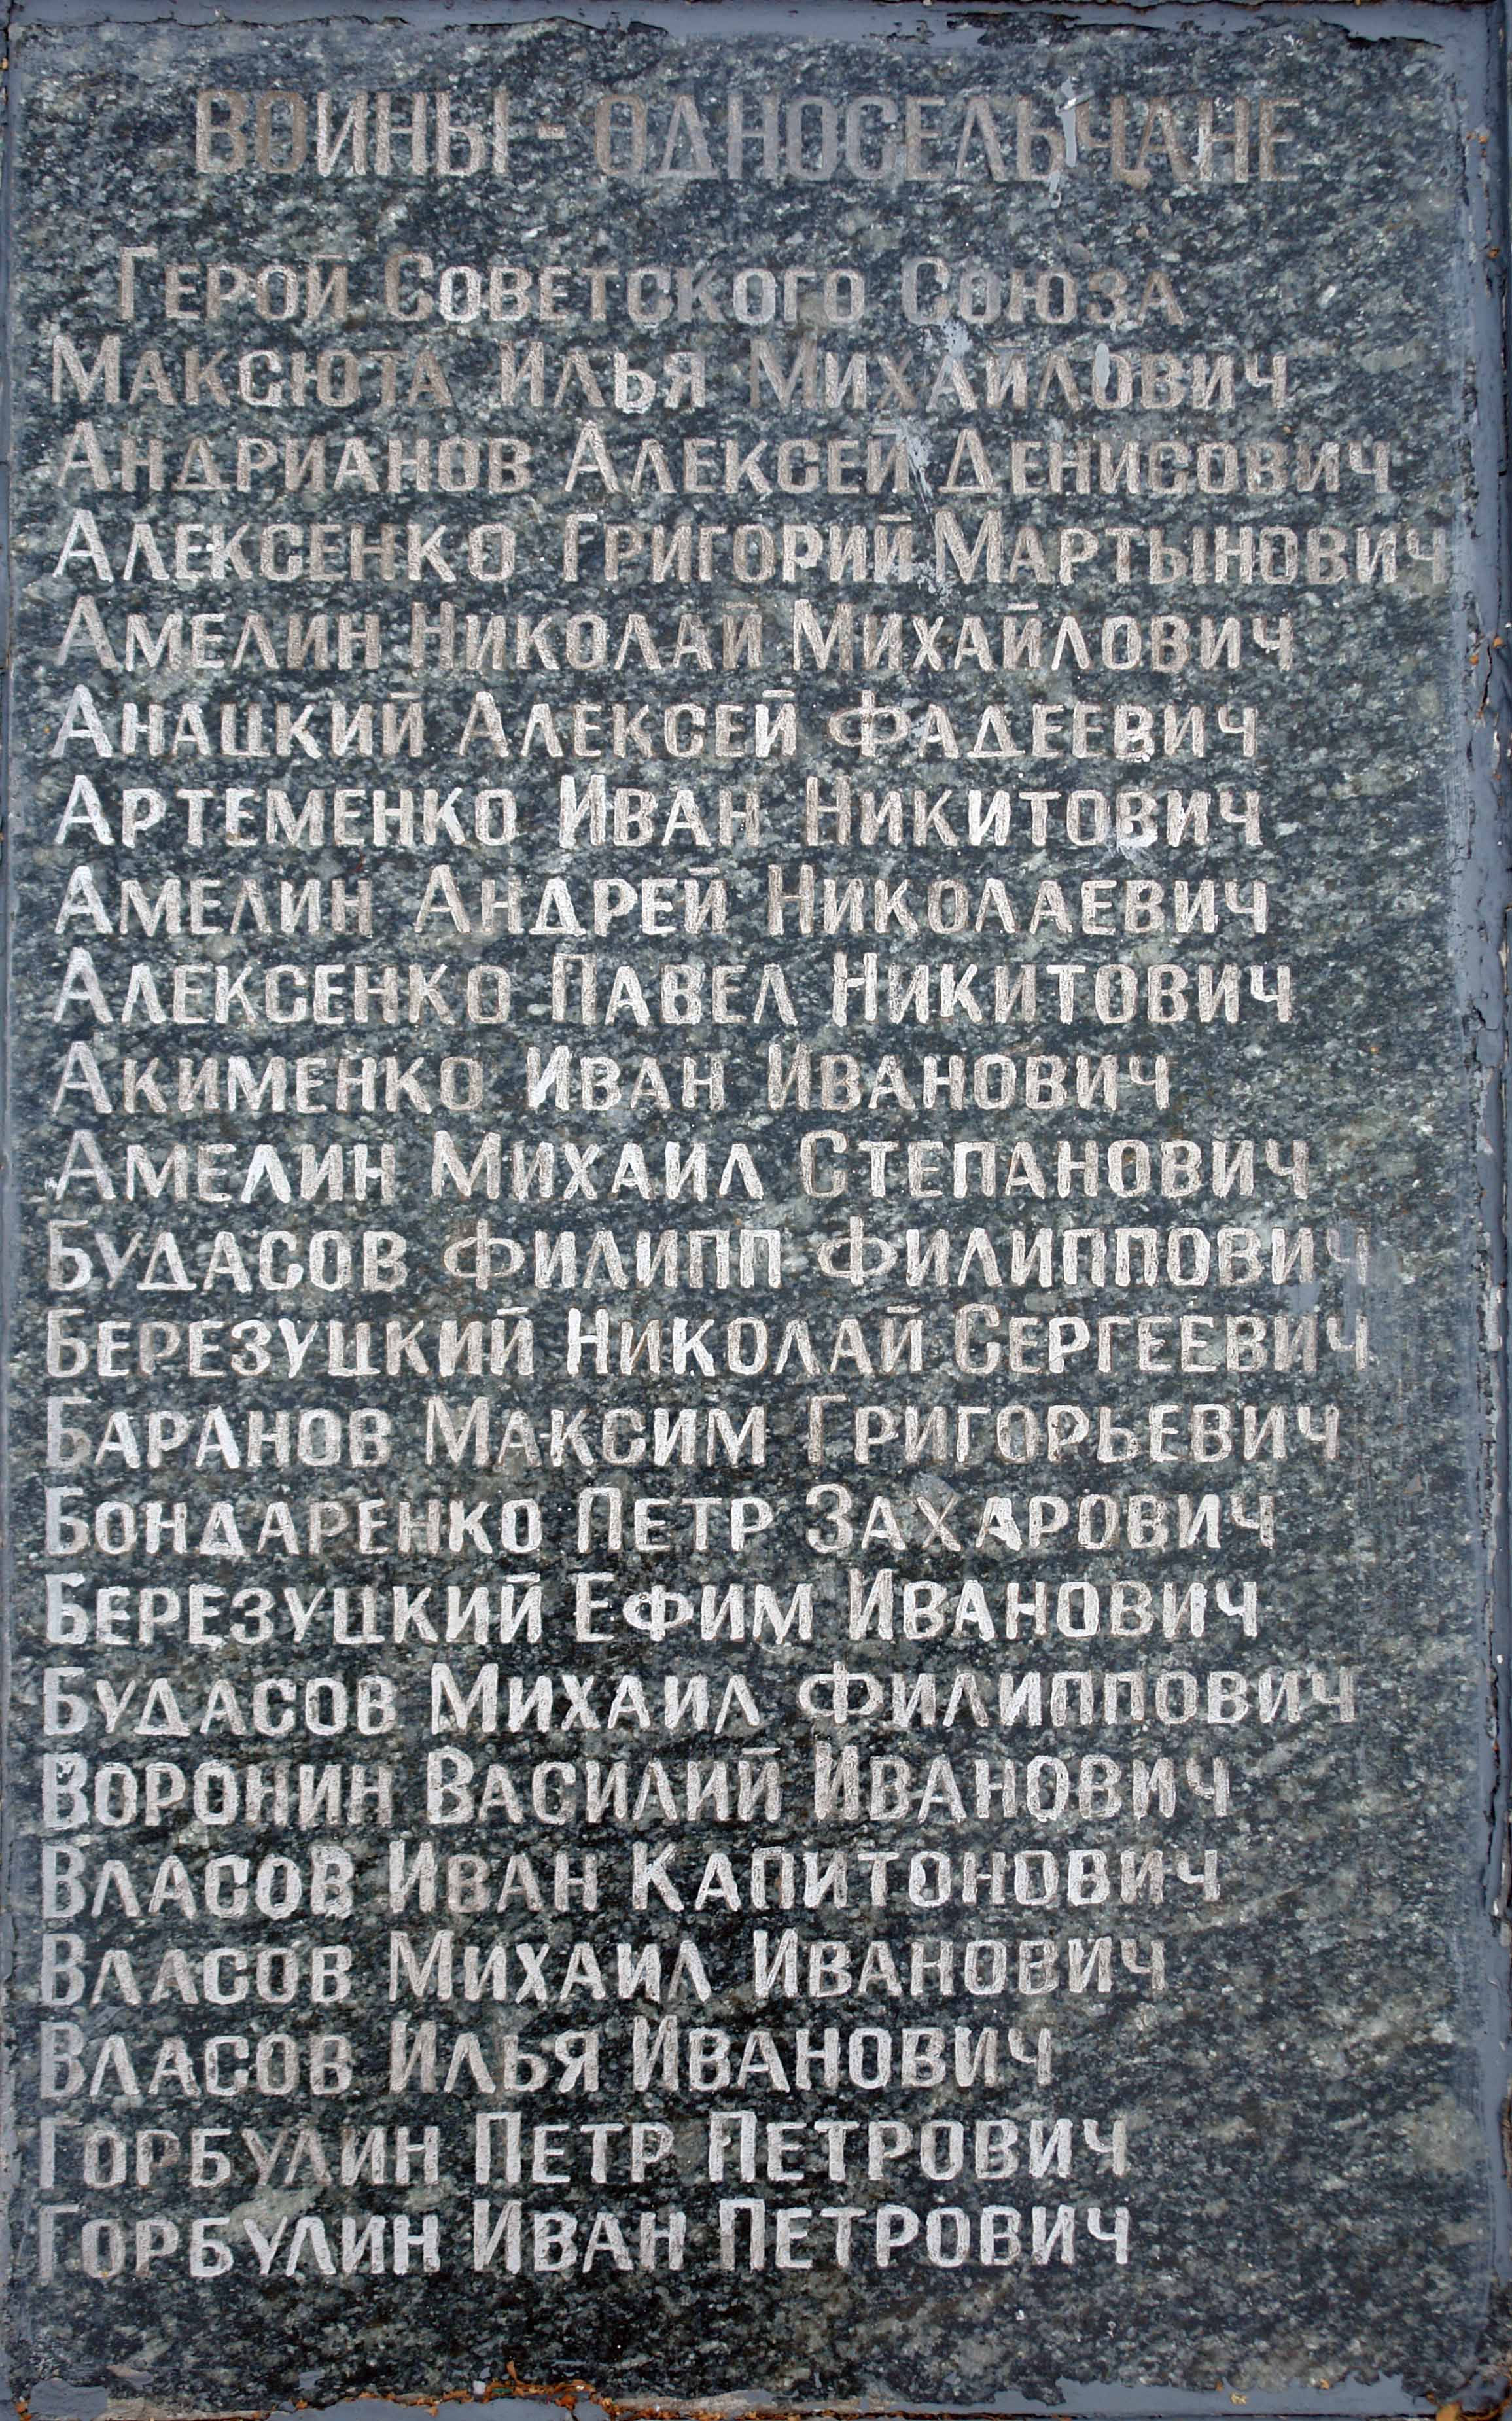 ВОИНЫ - ОДНОСЕЛЬЧАНЕ
ГЕРОЙ СОВЕТСКОГО СОЮЗА
МАКСЮТА ИЛЬЯ МИХАЙЛОВИЧ
АНДРИАНОВ АЛЕКСЕЙ ДЕНИСОВИЧ
АЛЕКСЕНКО ГРИГОРИЙ МАРТЫНОВИЧ
АМЕЛИН НИКОЛАЙ МИХАЙЛОВИЧ
АНАЦКИЙ АЛЕКСЕЙ ФАДЕЕВИЧ
АРТЕМЕНКО ИВАН НИКИТОВИЧ
АМЕЛИН АНДРЕЙ НИКОЛАЕВИЧ
АЛЕКСЕНКО ПАВЕЛ НИКИТОВИЧ
АКИМЕНКО ИВАН ИВАНОВИЧ
АМЕЛИН МИХАИЛ СТЕПАНОВИЧ
БУДАСОВ ФИЛИПП ФИЛИППОВИЧ
БЕРЕЗУЦКИЙ НИКОЛАЙ СЕРГЕЕВИЧ
БАРАНОВ МАКСИМ ГРИГОРЬЕВИЧ
БОНДАРЕНКО ПЕТР ЗАХАРОВИЧ
БЕРЕЗУЦКИЙ ЕФИМ ИВАНОВИЧ
БУДАСОВ МИХАИЛ ФИЛИППОВИЧ
ВОРОНИН ВАСИЛИЙ ИВАНОВИЧ
ВЛАСОВ ИВАН КАПИТОНОВИЧ
ВЛАСОВ МИХАИЛ ИВАНОВИЧ
ВЛАСОВ ИЛЬЯ ИВАНОВИЧ
ГОРБУЛИН ПЕТР ПЕТРОВИЧ
ГОРБУЛИН ИВАН ПЕТРОВИЧ